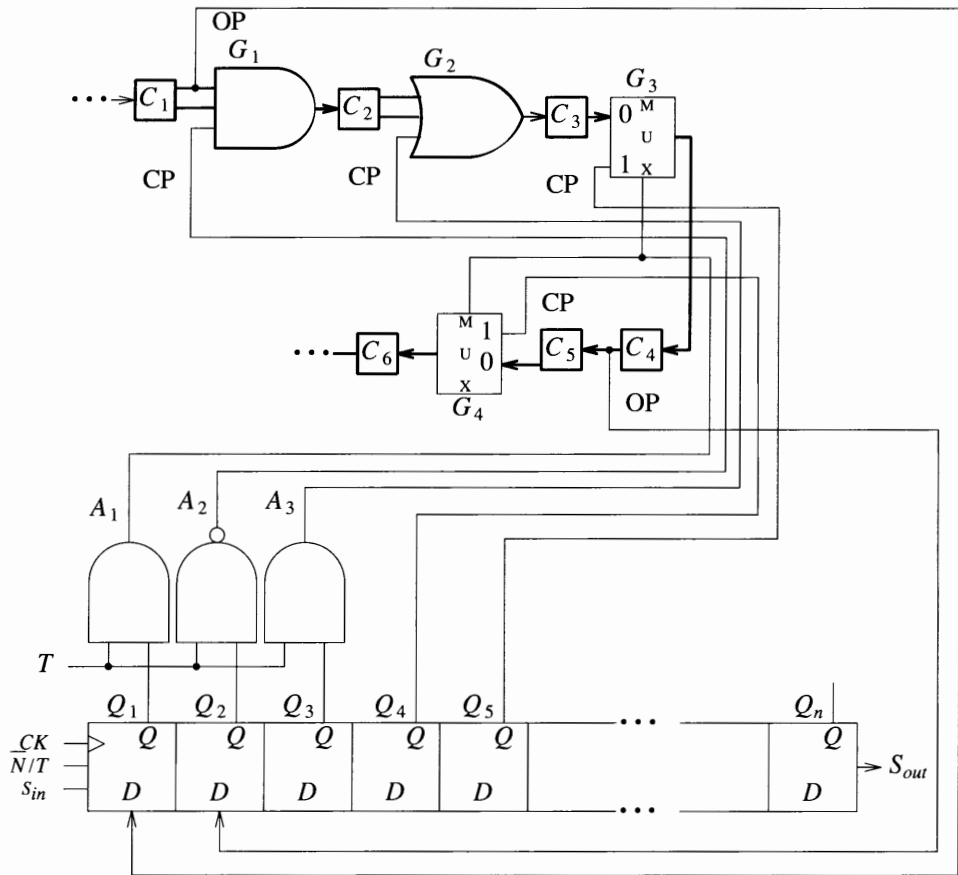 OP
G₁
G₂
G₃
C₁
C₂
C₃
0 M
U
1 X
CP
CP
CP
CP
M 1
U 0
X
G₄
C₆
C₅
C₄
OP
A₁
A₂
A₃
T
Q₁ Q₂ Q₃ Q₄ Q₅ Qₙ
CK
N̅/T
Sᵢₙ
Q Q Q Q Q Q
D D D D D D
Sₒᵤₜ